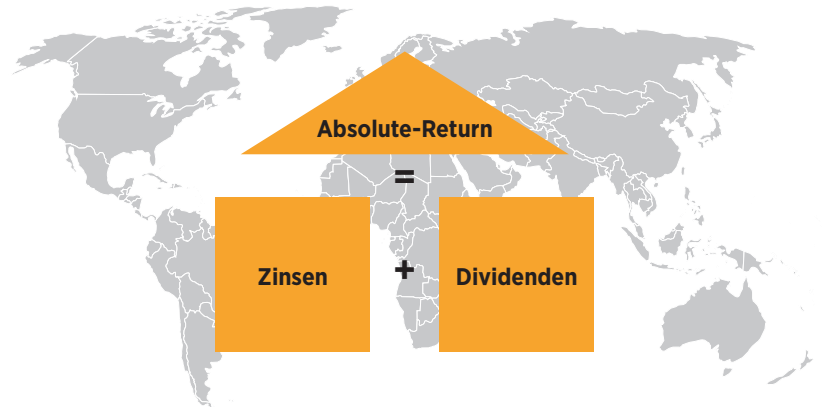 Absolute-Return
=
Zinsen + Dividenden